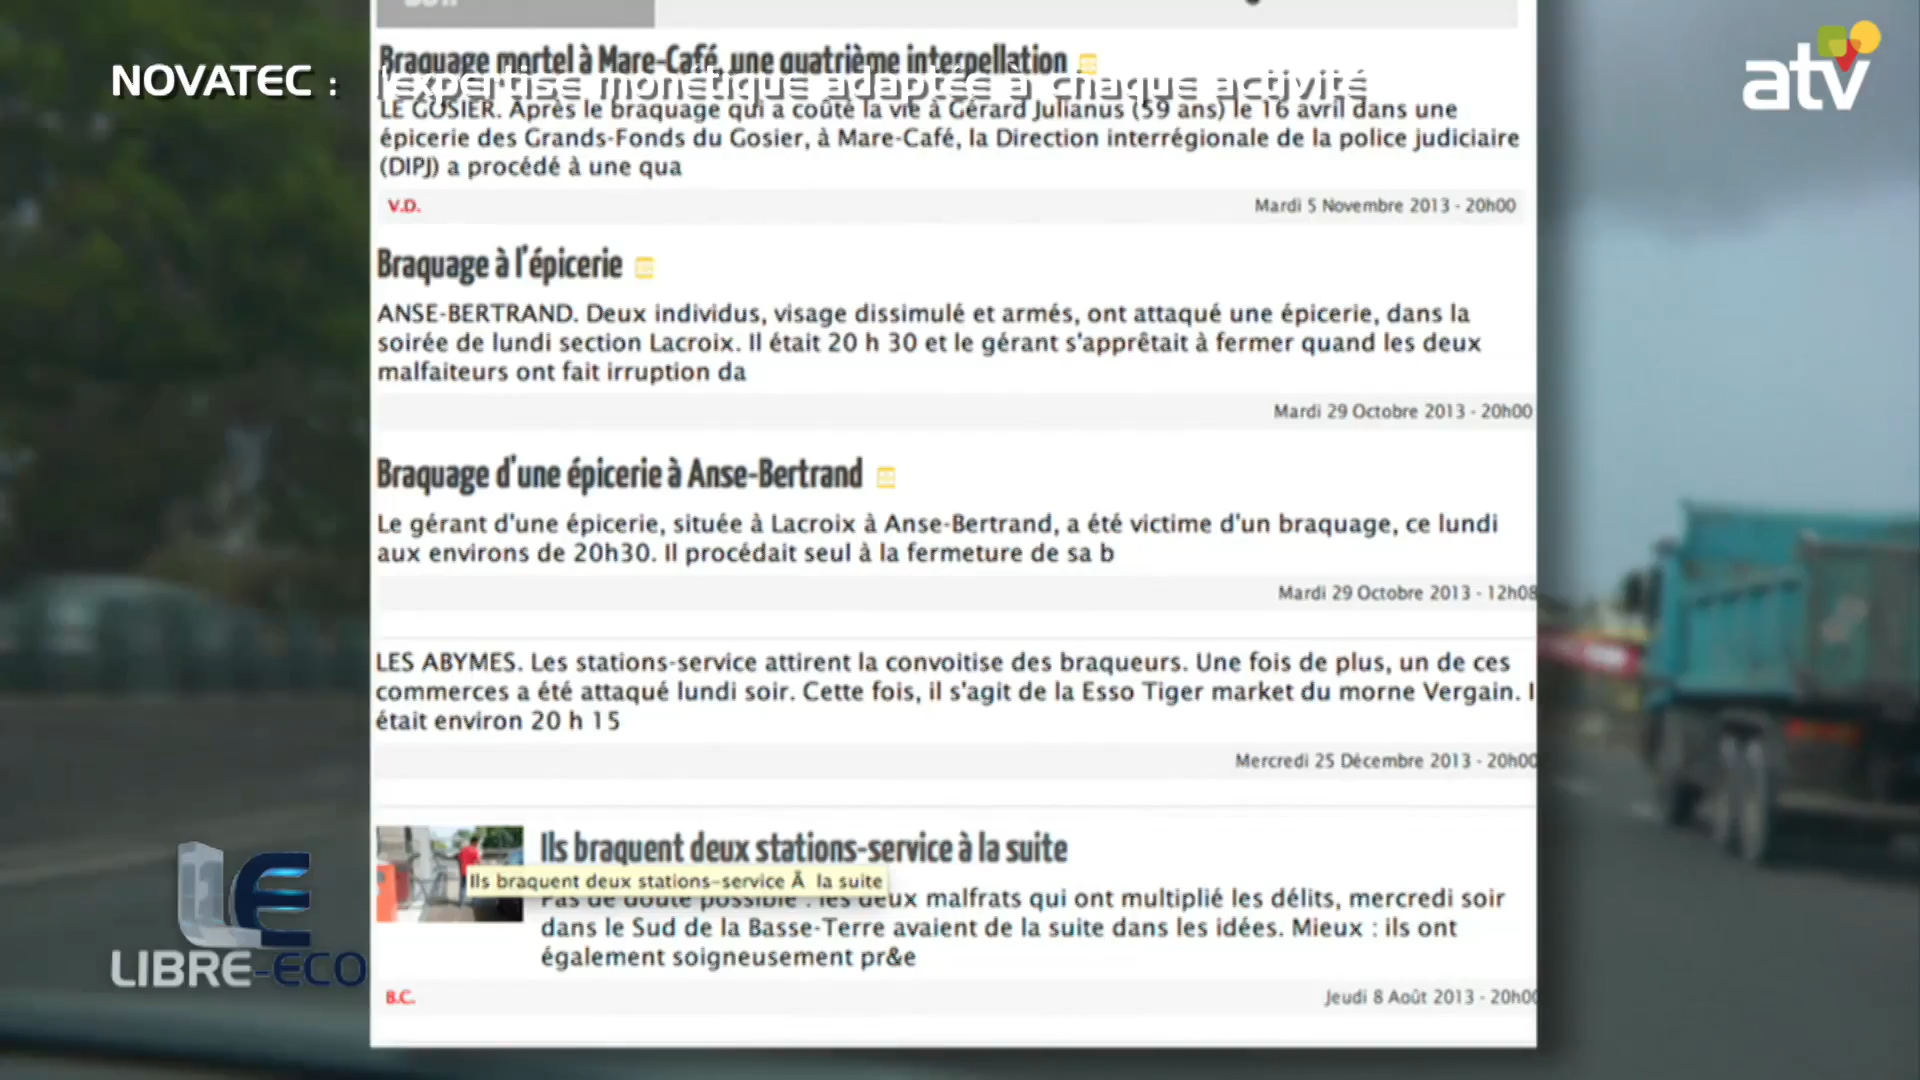 NOVATEC : l'expertise monétique adaptée à chaque activité
atv
Braquage mortel à Mare-Café, une quatrième interpellation
LE GOSIER. Après le braquage qui a coûté la vie à Gérard Julianus (59 ans) le 16 avril dans une
épicerie des Grands-Fonds du Gosier, à Mare-Café, la Direction interrégionale de la police judiciaire
(DIPJ) a procédé à une qua
V.D.
Mardi 5 Novembre 2013 - 20h00
Braquage à l'épicerie
ANSE-BERTRAND. Deux individus, visage dissimulé et armés, ont attaqué une épicerie, dans la
soirée de lundi section Lacroix. Il était 20 h 30 et le gérant s'apprêtait à fermer quand les deux
malfaiteurs ont fait irruption da
Mardi 29 Octobre 2013 - 20h00
Braquage d'une épicerie à Anse-Bertrand
Le gérant d'une épicerie, située à Lacroix à Anse-Bertrand, a été victime d'un braquage, ce lundi
aux environs de 20h30. Il procédait seul à la fermeture de sa b
Mardi 29 Octobre 2013 - 12h08
LES ABYMES. Les stations-service attirent la convoitise des braqueurs. Une fois de plus, un de ces
commerces a été attaqué lundi soir. Cette fois, il s'agit de la Esso Tiger market du morne Vergain. I
était environ 20 h 15
Mercredi 25 Décembre 2013 - 20h00
Ils braquent deux stations-service à la suite
Ils braquent deux stations-service Ã la suite
Pas de doute possible : les deux malfrats qui ont multiplié les délits, mercredi soir
dans le Sud de la Basse-Terre avaient de la suite dans les idées. Mieux : ils ont
également soigneusement pr&e
B.C.
Jeudi 8 Août 2013 - 20h00
LE
LIBRE-ECO